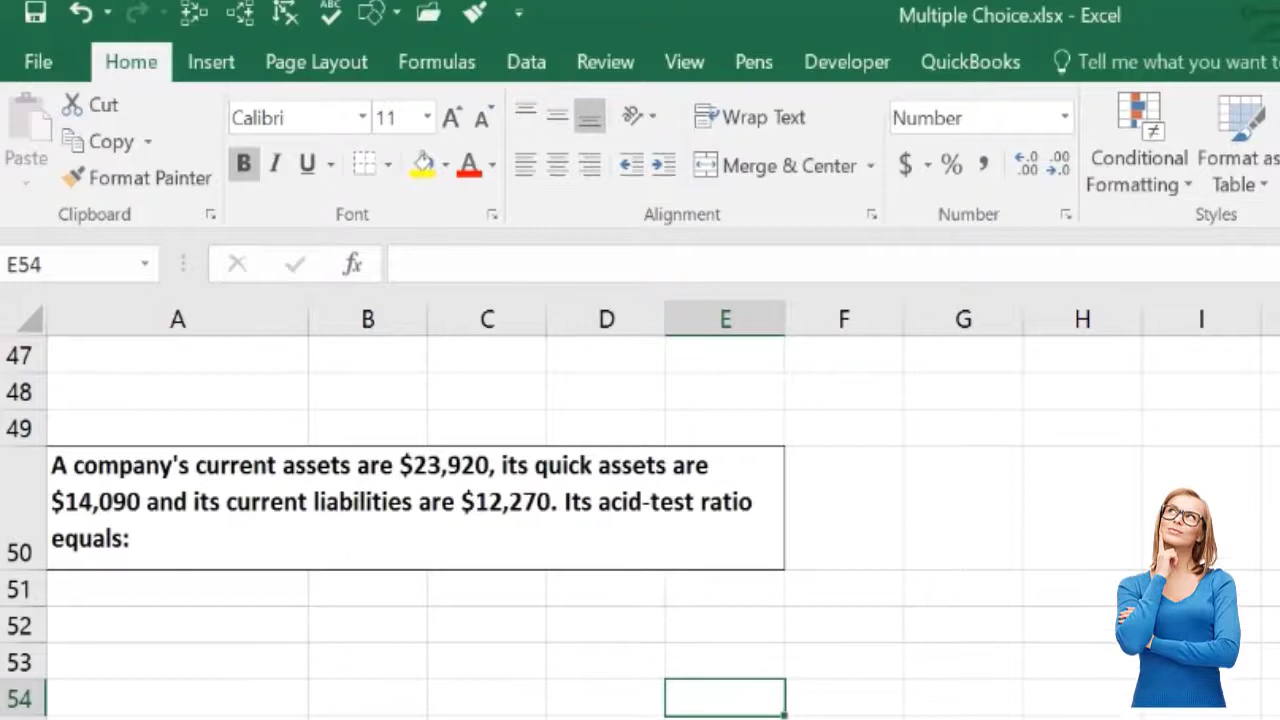 Multiple Choice.xlsx - Excel
File Home Insert Page Layout Formulas Data Review View Pens Developer QuickBooks Tell me what you want
Cut
Calibri 11 A A Wrap Text Number
Copy
Paste B I U A Merge & Center $ % , .0 .00 .00 .0 Conditional Formatting Format as Table
Format Painter
Clipboard Font Alignment Number Styles
E54 fx
A B C D E F G H I
47
48
49
A company's current assets are $23,920, its quick assets are
$14,090 and its current liabilities are $12,270. Its acid-test ratio
equals:
50
51
52
53
54